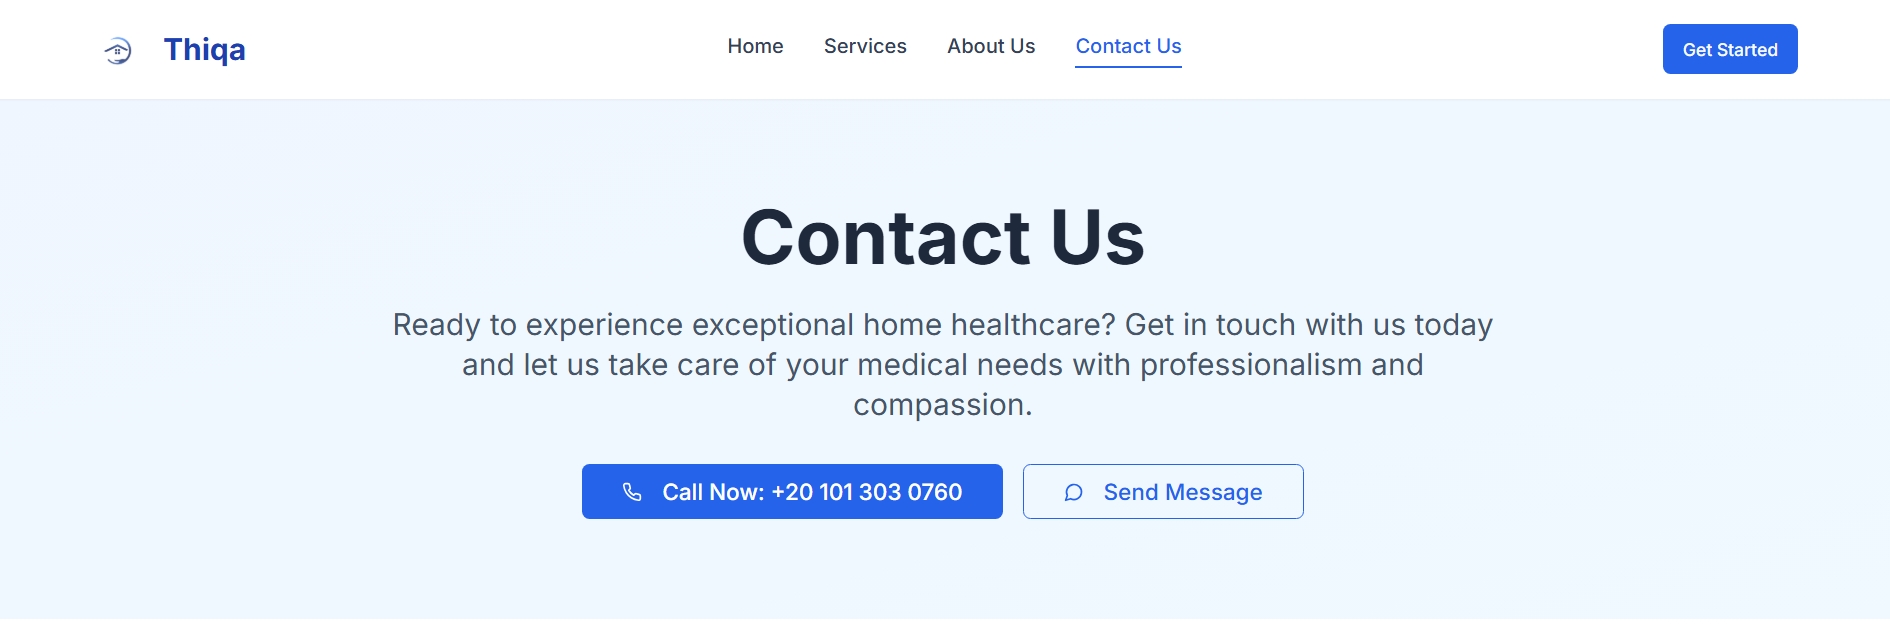 Thiqa
Home Services About Us Contact Us
Get Started
Contact Us
Ready to experience exceptional home healthcare? Get in touch with us today
and let us take care of your medical needs with professionalism and
compassion.
Call Now: +20 101 303 0760
Send Message